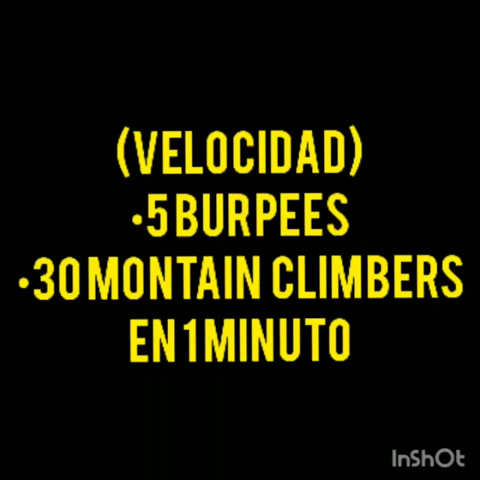 (VELOCIDAD)
•5 BURPEES
•30 MONTAIN CLIMBERS
EN 1 MINUTO
InShOt